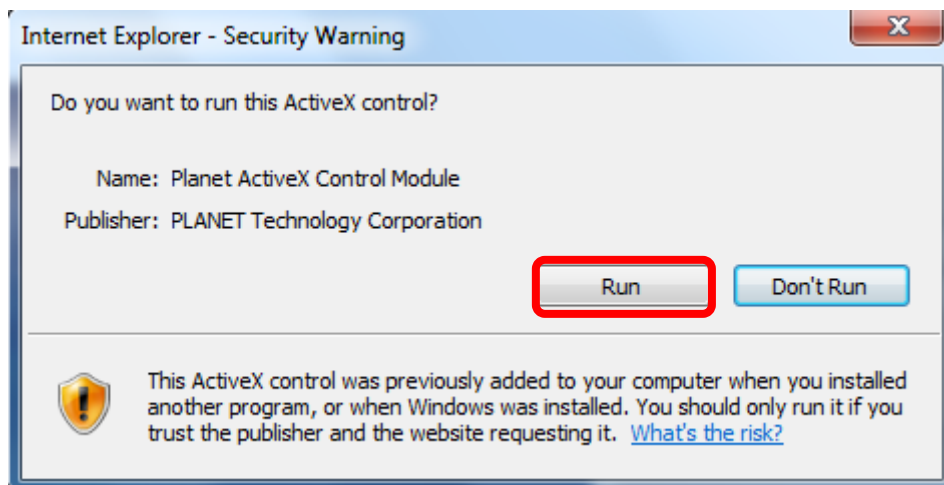 Internet Explorer - Security Warning
Do you want to run this ActiveX control?
Name: Planet ActiveX Control Module
Publisher: PLANET Technology Corporation
Run
Don't Run
This ActiveX control was previously added to your computer when you installed
another program, or when Windows was installed. You should only run it if you
trust the publisher and the website requesting it. What's the risk?